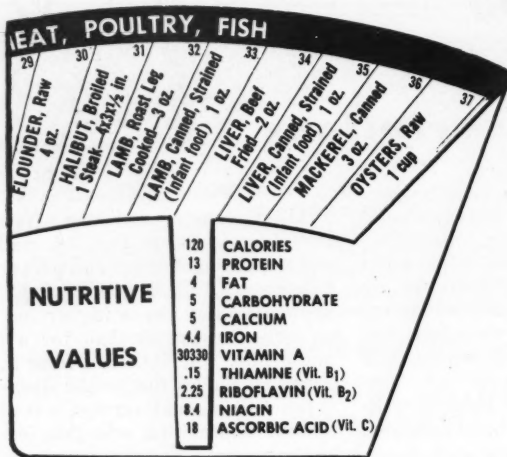 MEAT, POULTRY, FISH
29
FLOUNDER, Raw
4 oz.
30
HALIBUT, Broiled
1 Steak—4x3x½ in.
31
LAMB, Roast Leg
Cooked—3 oz.
32
LAMB, Canned, Strained
(Infant food) 1 oz.
33
LIVER, Beef
Fried—2 oz.
34
LIVER, Canned, Strained
(Infant food) 1 oz.
35
MACKEREL, Canned
3 oz.
36
OYSTERS, Raw
1 cup
37
NUTRITIVE
VALUES
120 CALORIES
13 PROTEIN
4 FAT
5 CARBOHYDRATE
5 CALCIUM
4.4 IRON
30330 VITAMIN A
.15 THIAMINE (Vit. B₁)
2.25 RIBOFLAVIN (Vit. B₂)
8.4 NIACIN
18 ASCORBIC ACID (Vit. C)